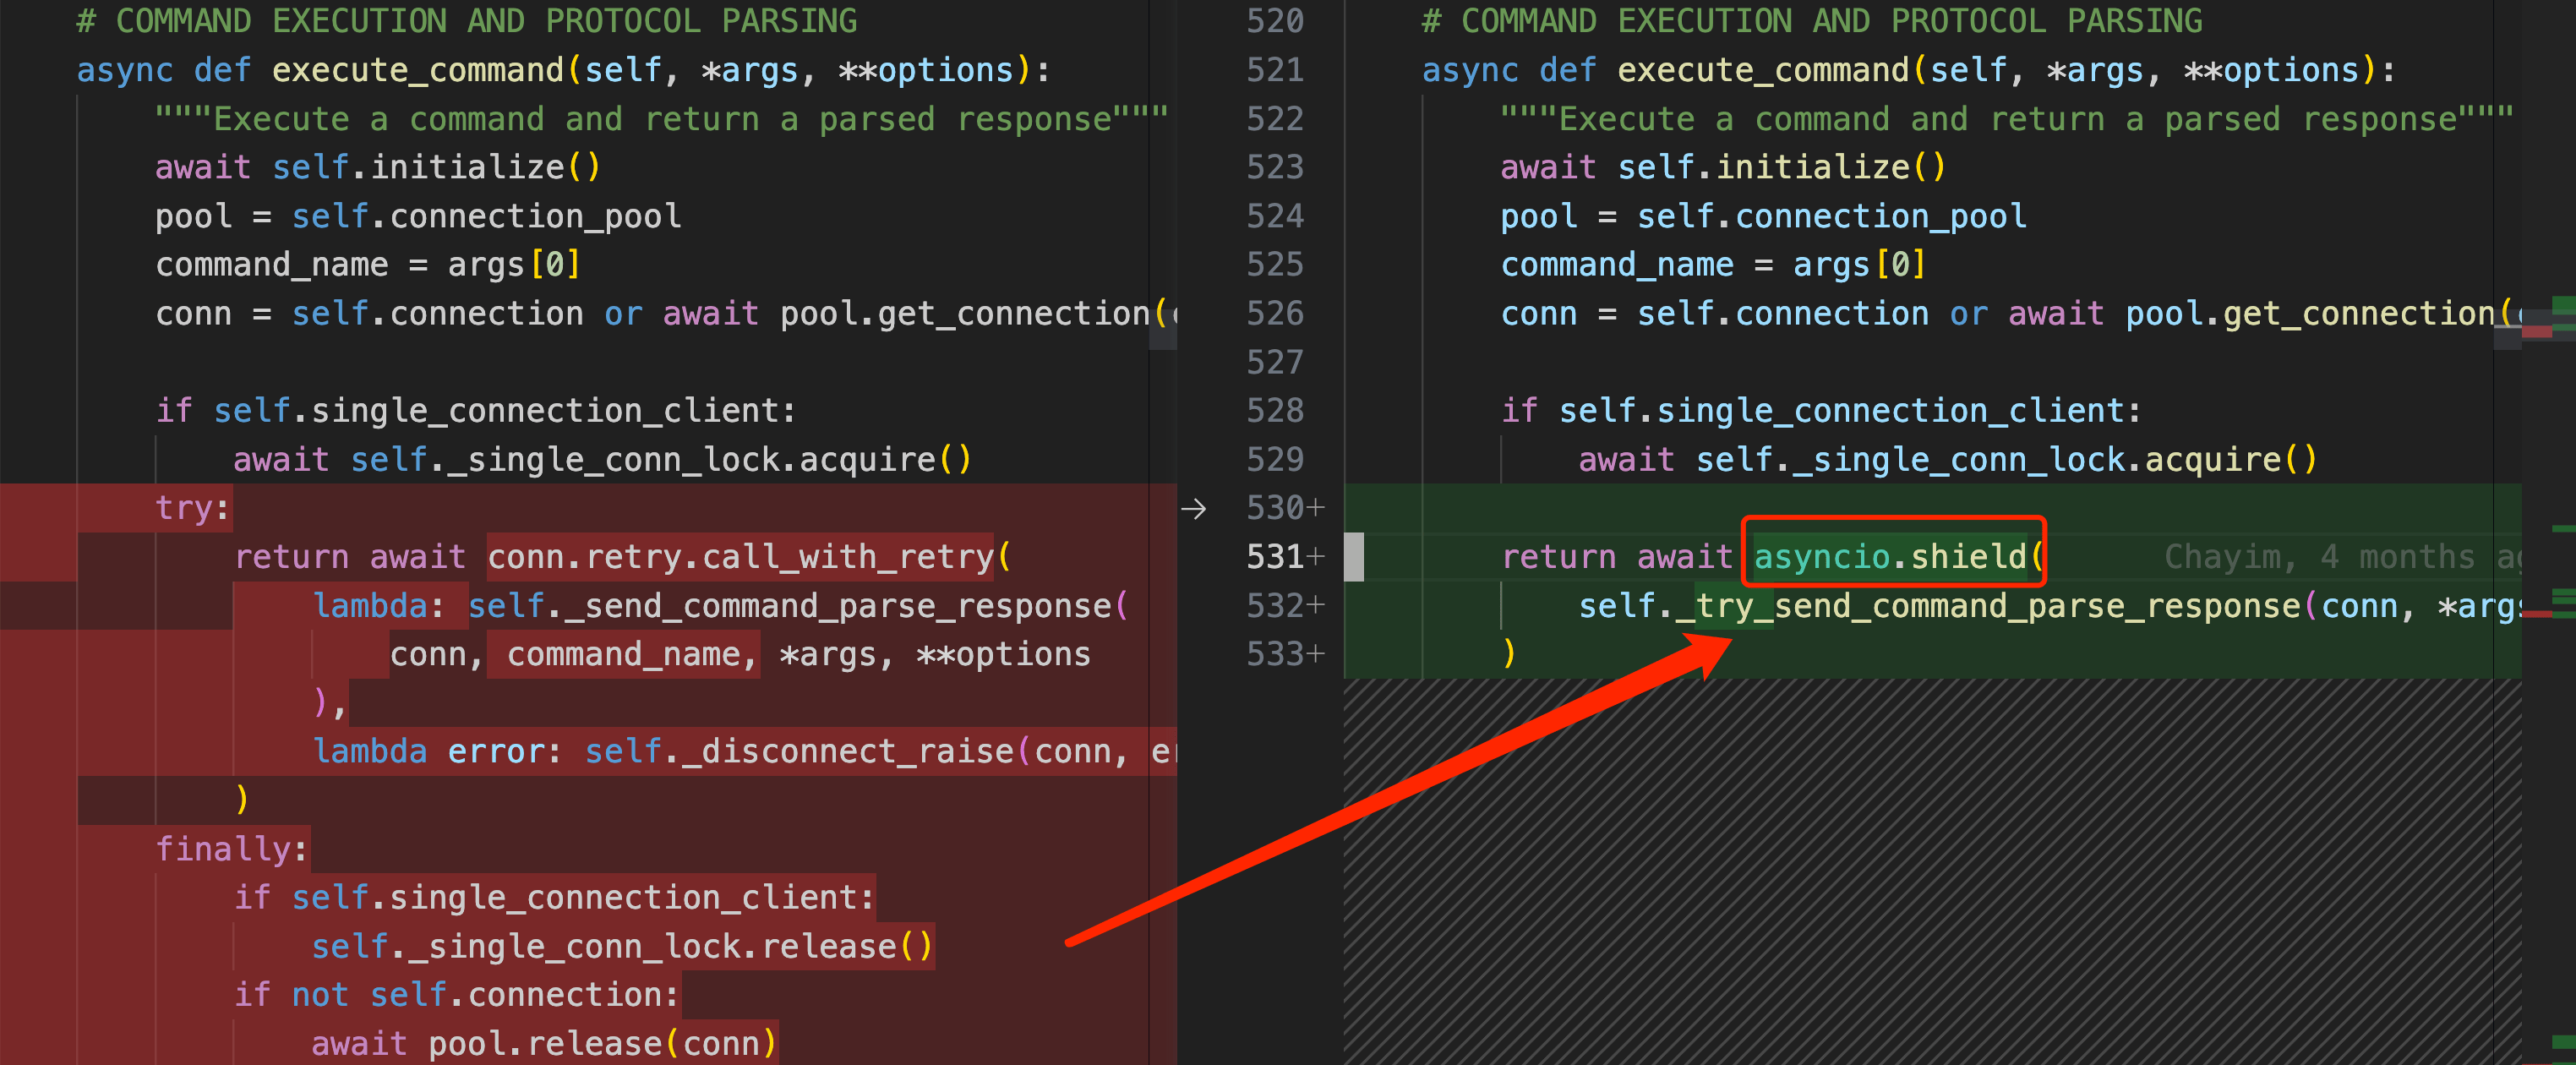 # COMMAND EXECUTION AND PROTOCOL PARSING
async def execute_command(self, *args, **options):
"""Execute a command and return a parsed response"""
await self.initialize()
pool = self.connection_pool
command_name = args[0]
conn = self.connection or await pool.get_connection(
if self.single_connection_client:
await self._single_conn_lock.acquire()
try:
return await conn.retry.call_with_retry(
lambda: self._send_command_parse_response(
conn, command_name, *args, **options
),
lambda error: self._disconnect_raise(conn, er
)
finally:
if self.single_connection_client:
self._single_conn_lock.release()
if not self.connection:
await pool.release(conn)
520 # COMMAND EXECUTION AND PROTOCOL PARSING
521 async def execute_command(self, *args, **options):
522 """Execute a command and return a parsed response"""
523 await self.initialize()
524 pool = self.connection_pool
525 command_name = args[0]
526 conn = self.connection or await pool.get_connection(
527
528 if self.single_connection_client:
529 await self._single_conn_lock.acquire()
→ 530+
531+ return await asyncio.shield( Chayim, 4 months ag
532+ self._try_send_command_parse_response(conn, *args
533+ )